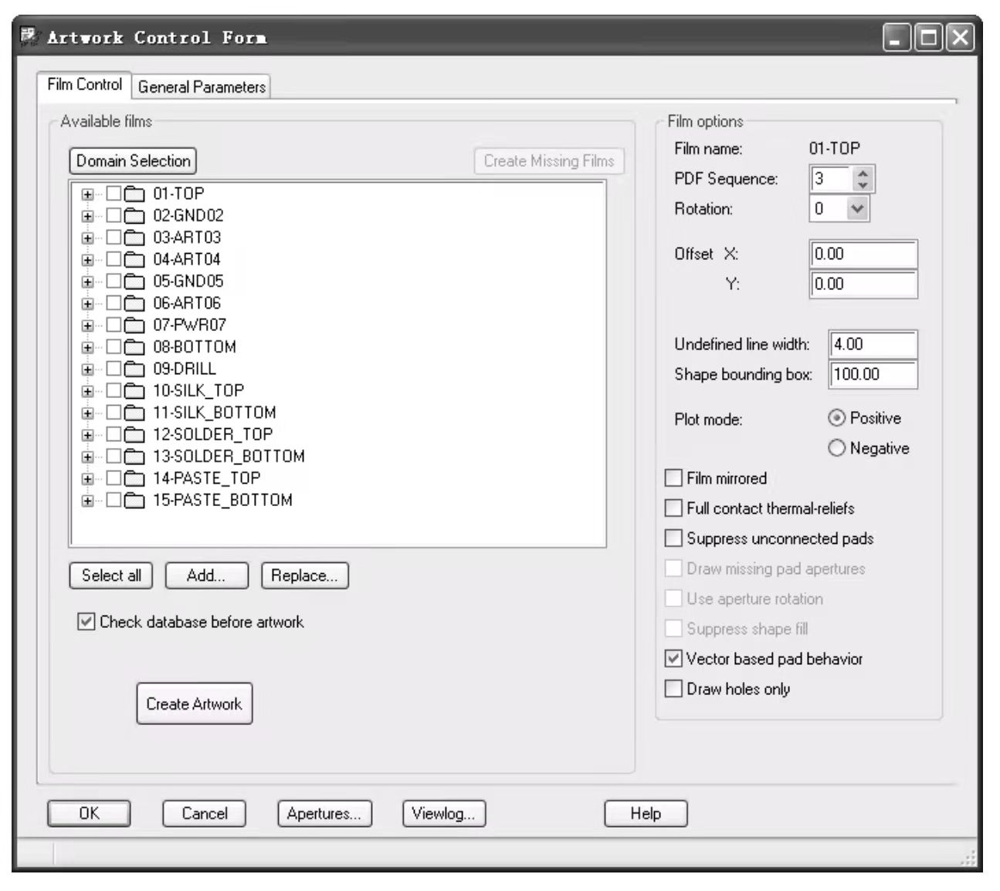 Artwork Control Form
Film Control
General Parameters
Available films
Domain Selection
Create Missing Films
01-TOP
02-GND02
03-ART03
04-ART04
05-GND05
06-ART06
07-PWR07
08-BOTTOM
09-DRILL
10-SILK_TOP
11-SILK_BOTTOM
12-SOLDER_TOP
13-SOLDER_BOTTOM
14-PASTE_TOP
15-PASTE_BOTTOM
Select all
Add...
Replace...
Check database before artwork
Create Artwork
Film options
Film name: 01-TOP
PDF Sequence: 3
Rotation: 0
Offset X: 0.00
Y: 0.00
Undefined line width: 4.00
Shape bounding box: 100.00
Plot mode: Positive
Negative
Film mirrored
Full contact thermal-reliefs
Suppress unconnected pads
Draw missing pad apertures
Use aperture rotation
Suppress shape fill
Vector based pad behavior
Draw holes only
OK
Cancel
Apertures...
Viewlog...
Help